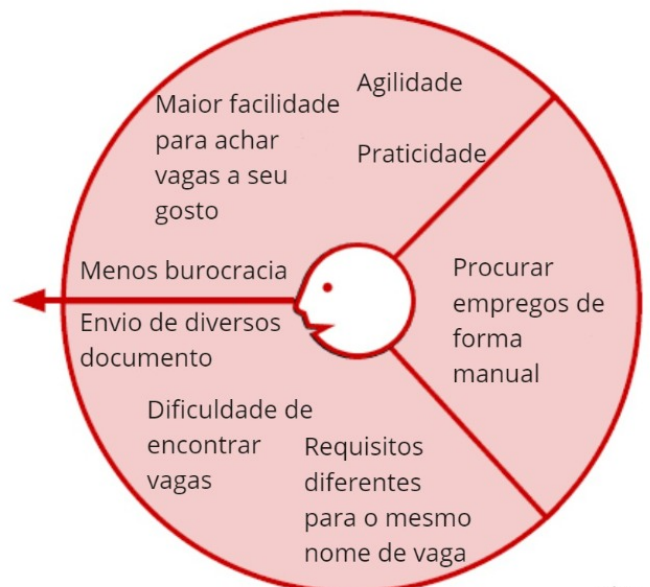 Maior facilidade
para achar
vagas a seu
gosto
Agilidade
Praticidade
Menos burocracia
Procurar
empregos de
forma
manual
Envio de diversos
documento
Dificuldade de
encontrar
vagas
Requisitos
diferentes
para o mesmo
nome de vaga